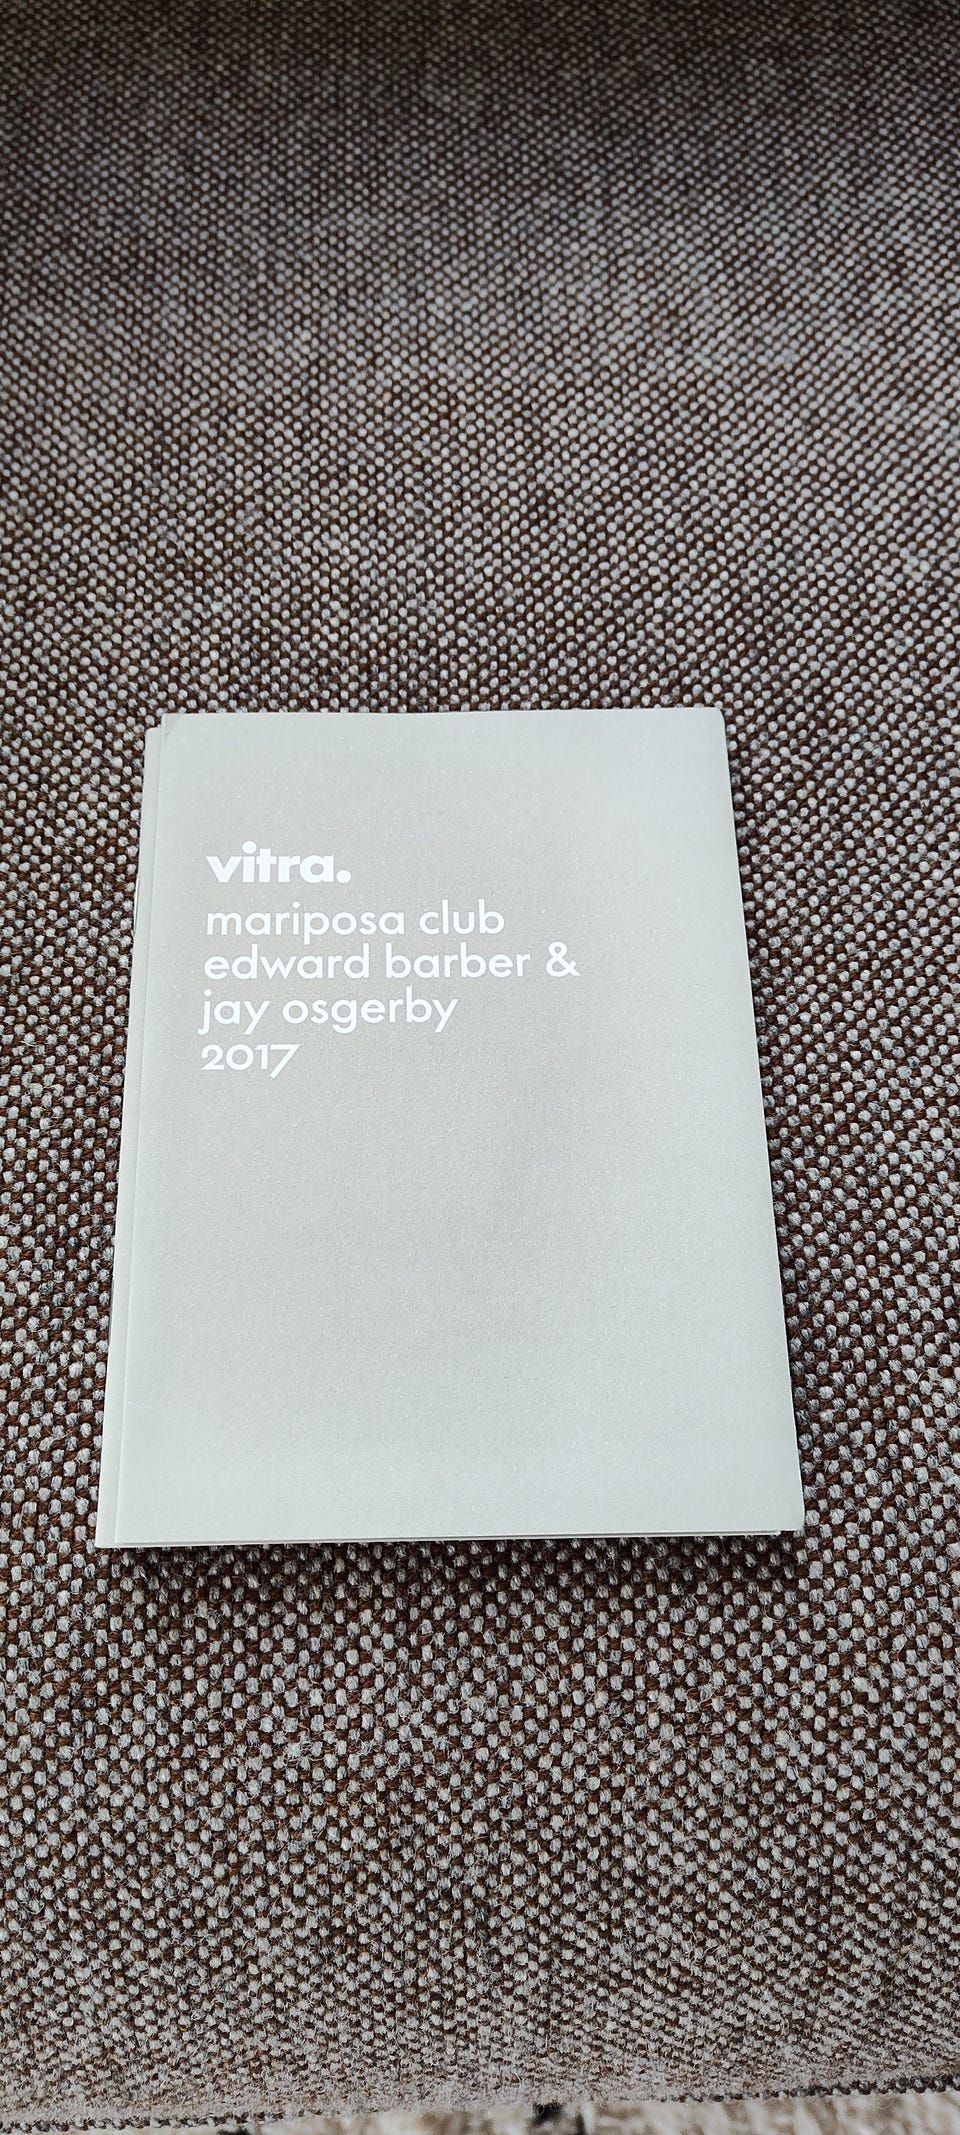 vitra.
mariposa club
edward barber &
jay osgerby
2017